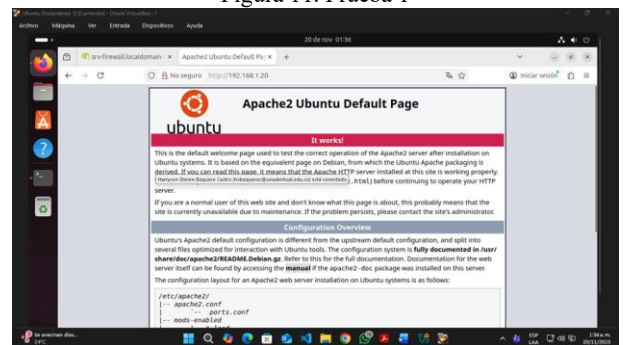 Figura 11. Prueba 1
Ubuntu (Instantánea 1) [Corriendo] - Oracle VirtualBox : 1
Archivo Máquina Ver Entrada Dispositivos Ayuda
20 de nov 01:36
srv-firewall.localdomain - × Apache2 Ubuntu Default Pa × +
No seguro http://192.168.1.20 Iniciar sesión
Apache2 Ubuntu Default Page
ubuntu
It works!
This is the default welcome page used to test the correct operation of the Apache2 server after installation on
Ubuntu systems. It is based on the equivalent page on Debian, from which the Ubuntu Apache packaging is
derived. If you can read this page, it means that the Apache HTTP server installed at this site is working properly.
.html) before continuing to operate your HTTP
server.
If you are a normal user of this web site and don't know what this page is about, this probably means that the
site is currently unavailable due to maintenance. If the problem persists, please contact the site's administrator.
Configuration Overview
Ubuntu's Apache2 default configuration is different from the upstream default configuration, and split into
several files optimized for interaction with Ubuntu tools. The configuration system is fully documented in /usr/
share/doc/apache2/README.Debian.gz. Refer to this for the full documentation. Documentation for the web
server itself can be found by accessing the manual if the apache2-doc package was installed on this server.
The configuration layout for an Apache2 web server installation on Ubuntu systems is as follows:
/etc/apache2/
|-- apache2.conf
| `-- ports.conf
|-- mods-enabled
Se avecinan días...
24°C
ESP
LAA
1:36 a.m.
20/11/2025